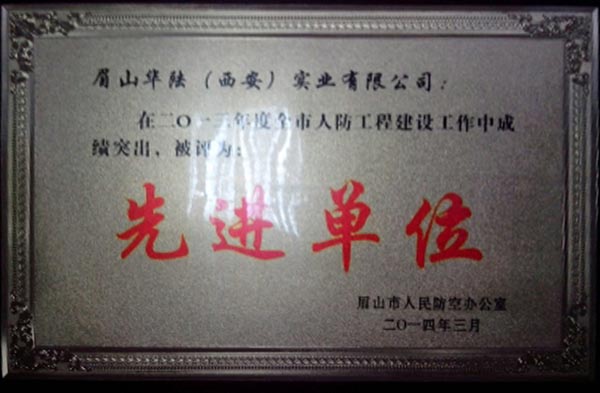 眉山华陆（西安）实业有限公司：
在二〇一三年度全市人防工程建设工作中成
绩突出、被评为：
先进单位
眉山市人民防空办公室
二〇一四年三月